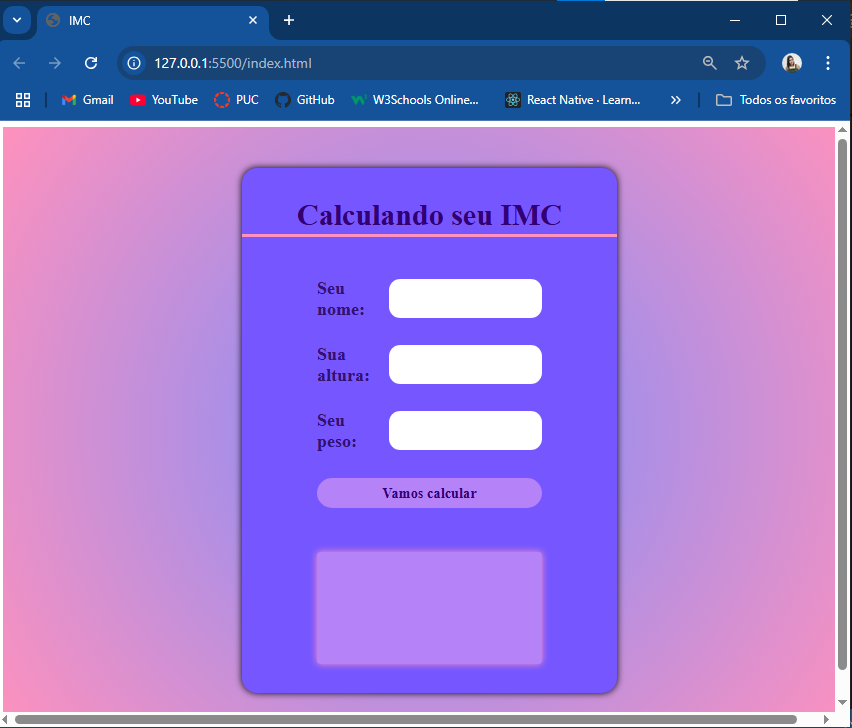 IMC
127.0.0.1:5500/index.html
Gmail YouTube PUC GitHub W3Schools Online... React Native · Learn... » Todos os favoritos
Calculando seu IMC
Seu
nome:
Sua
altura:
Seu
peso:
Vamos calcular